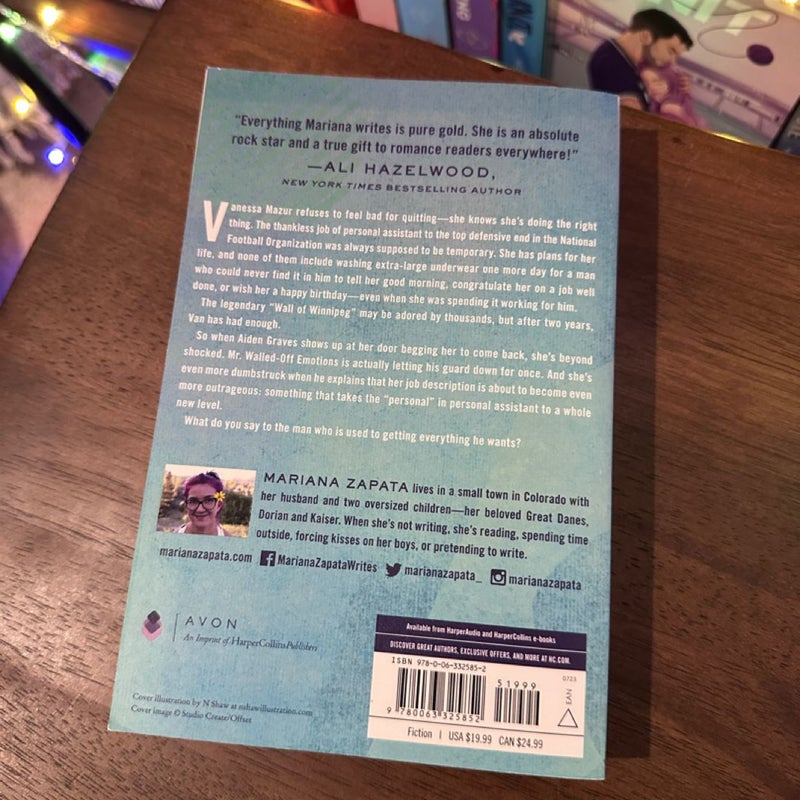 "Everything Mariana writes is pure gold. She is an absolute
rock star and a true gift to romance readers everywhere!"
—ALI HAZELWOOD,
NEW YORK TIMES BESTSELLING AUTHOR
Vanessa Mazur refuses to feel bad for quitting—she knows she's doing the right
thing. The thankless job of personal assistant to the top defensive end in the National
Football Organization was always supposed to be temporary. She has plans for her
life, and none of them include washing extra-large underwear one more day for a man
who could never find it in him to tell her good morning, congratulate her on a job well
done, or wish her a happy birthday—even when she was spending it working for him.
The legendary "Wall of Winnipeg" may be adored by thousands, but after two years,
Van has had enough.
So when Aiden Graves shows up at her door begging her to come back, she's beyond
shocked. Mr. Walled-Off Emotions is actually letting his guard down for once. And she's
even more dumbstruck when he explains that her job description is about to become even
more outrageous: something that takes the "personal" in personal assistant to a whole
new level.
What do you say to the man who is used to getting everything he wants?
MARIANA ZAPATA lives in a small town in Colorado with
her husband and two oversized children—her beloved Great Danes,
Dorian and Kaiser. When she's not writing, she's reading, spending time
outside, forcing kisses on her boys, or pretending to write.
marianazapata.com MarianaZapataWrites marianazapata_ marianazapata
AVON
An Imprint of HarperCollinsPublishers
Cover illustration by N Shaw at nshawillustration.com
Cover image © Studio Create/Offset
Available from HarperAudio and HarperCollins e-books
DISCOVER GREAT AUTHORS, EXCLUSIVE OFFERS, AND MORE AT HC.COM.
ISBN 978-0-06-332585-2
51999
0723
EAN
9 780063 325852
Fiction | USA $19.99 CAN $24.99